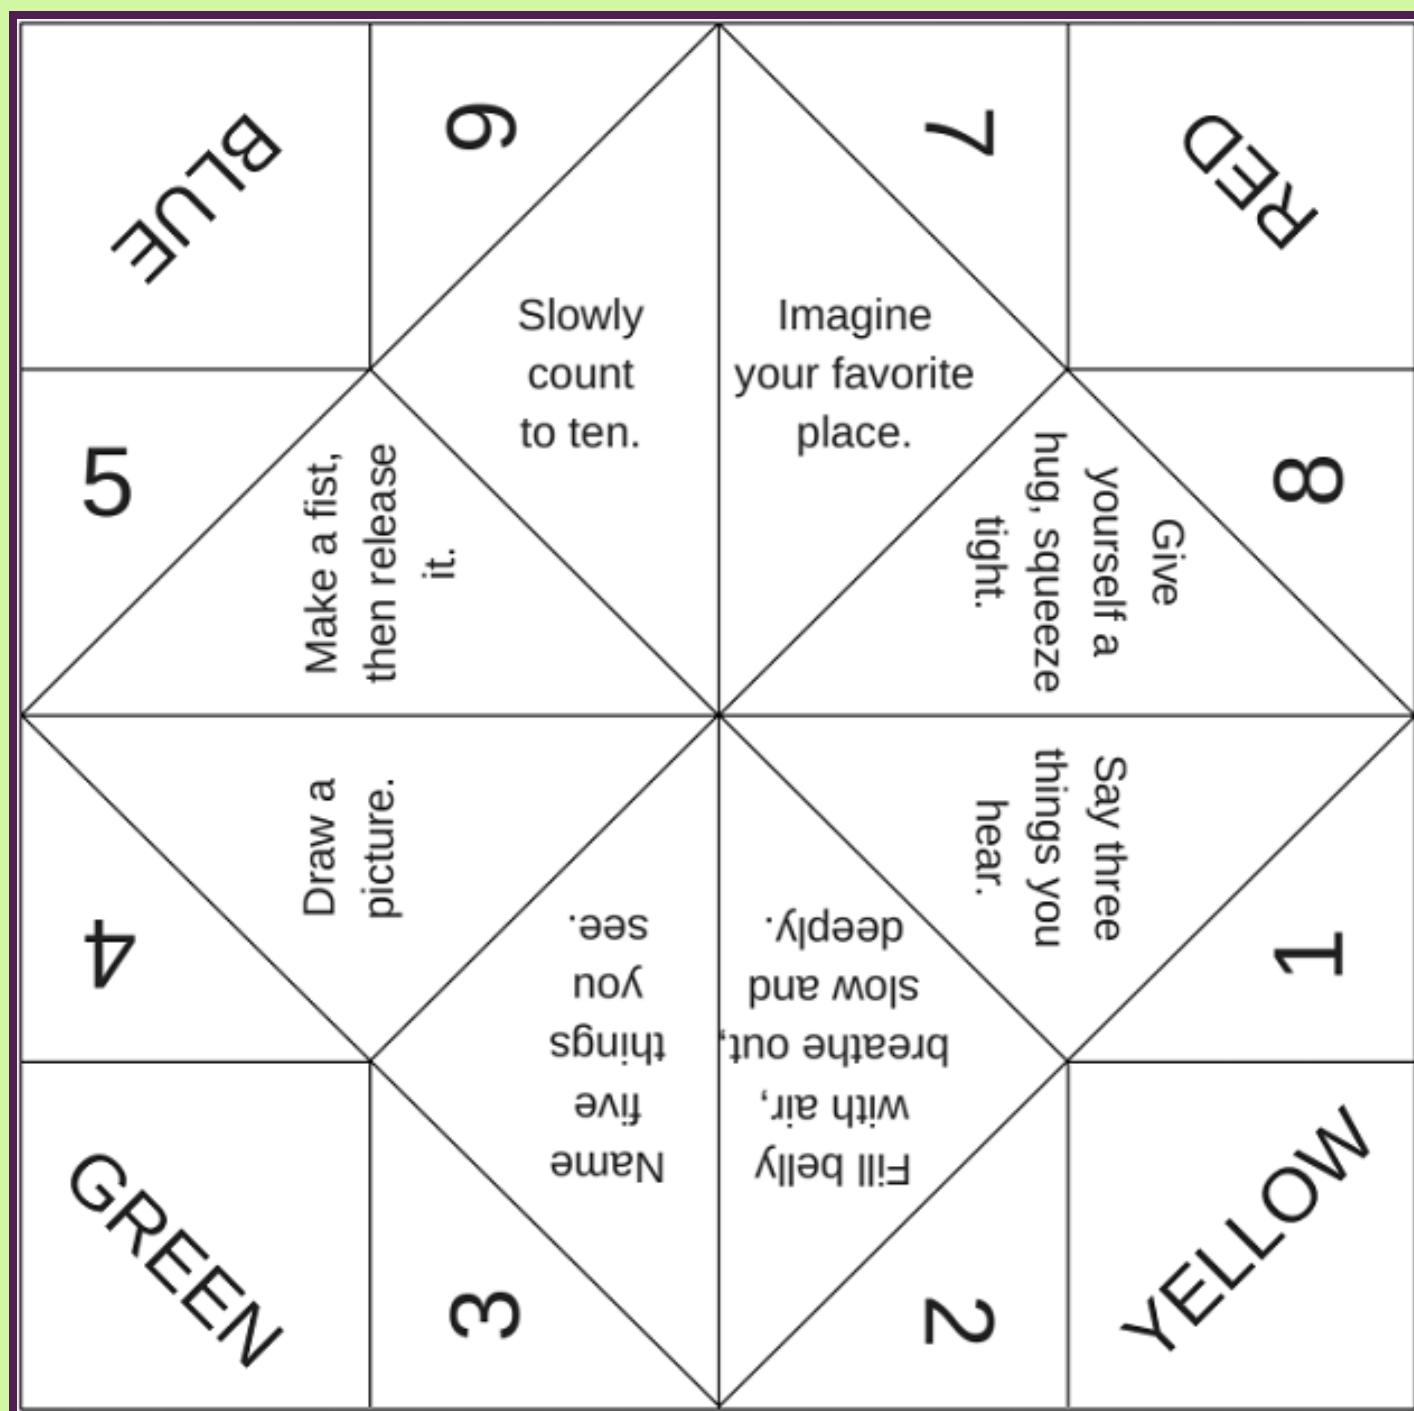 BLUE
6
7
RED
Slowly
count
to ten.
Imagine
your favorite
place.
5
Make a fist,
then release
it.
Give
yourself a
hug, squeeze
tight.
8
4
Draw a
picture.
Say three
things you
hear.
1
Name
five
things
you
see.
Fill belly
with air,
breathe out,
slow and
deeply.
GREEN
3
2
YELLOW